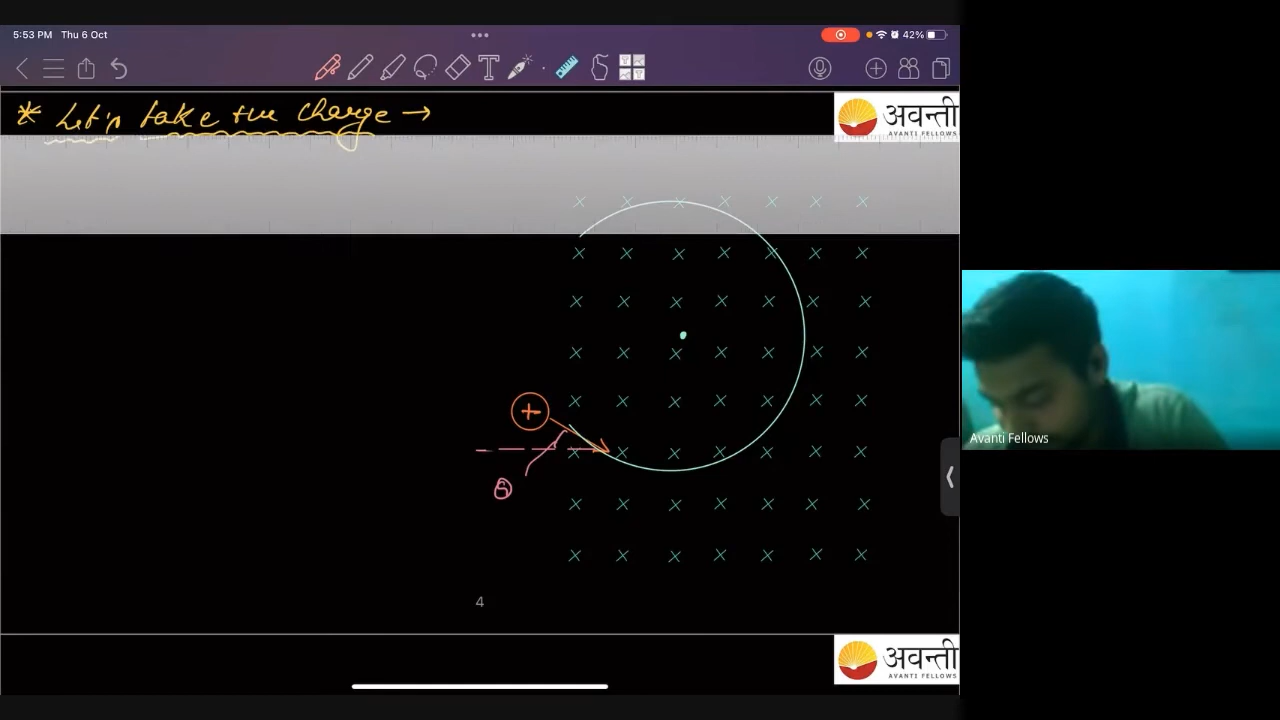 5:53 PM Thu 6 Oct
42%
* Let's take the charge →
अवन्ती
AVANTI FELLOWS
+
θ
Avanti Fellows
4
अवन्ती
AVANTI FELLOWS